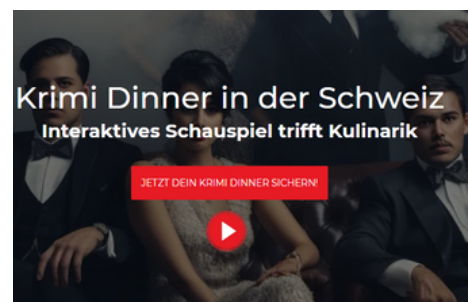 Krimi Dinner in der Schweiz
Interaktives Schauspiel trifft Kulinarik
JETZT DEIN KRIMI DINNER SICHERN!